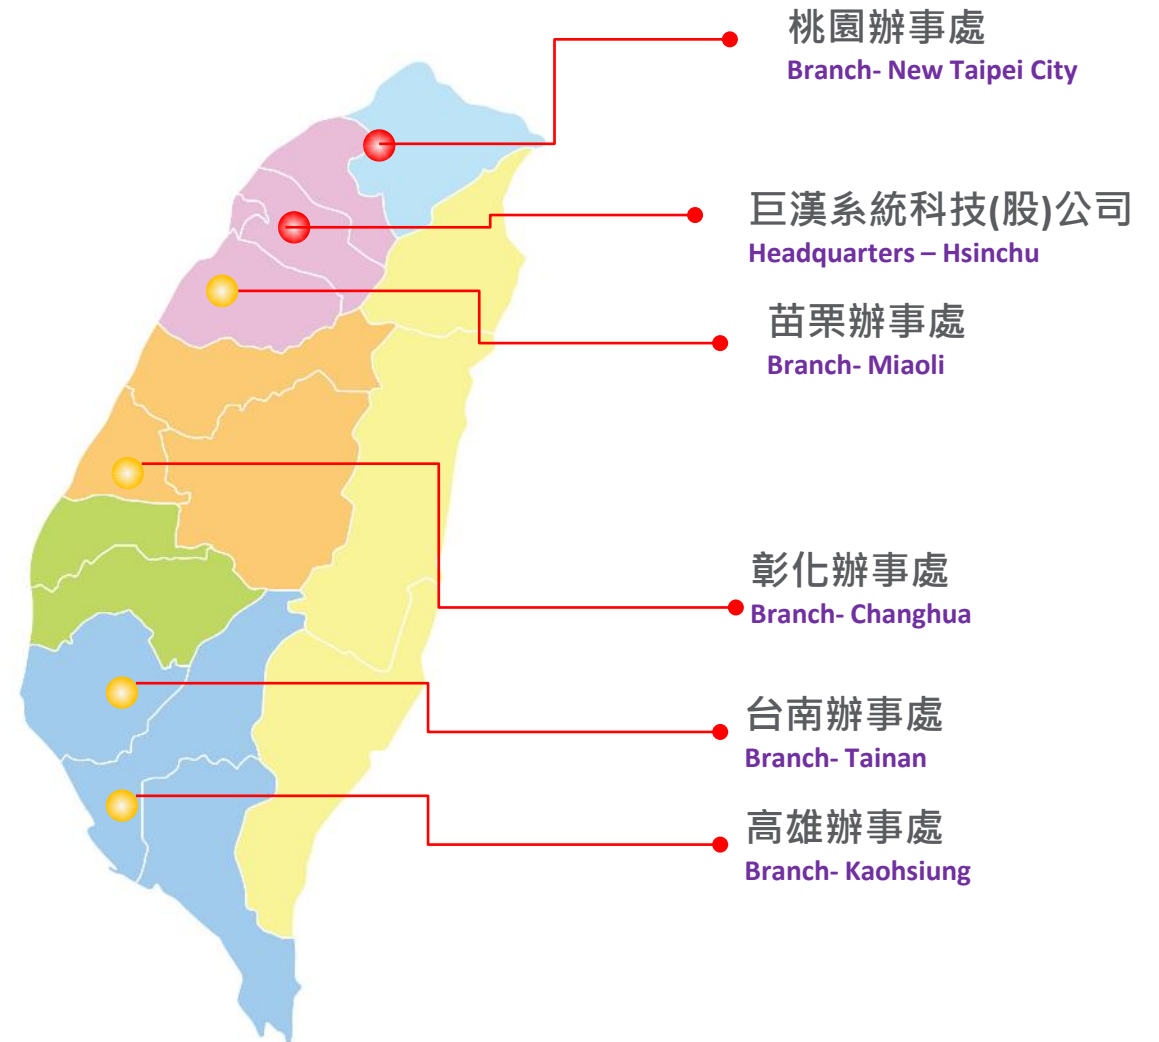 桃園辦事處
Branch- New Taipei City
巨漢系統科技(股)公司
Headquarters – Hsinchu
苗栗辦事處
Branch- Miaoli
彰化辦事處
Branch- Changhua
台南辦事處
Branch- Tainan
高雄辦事處
Branch- Kaohsiung